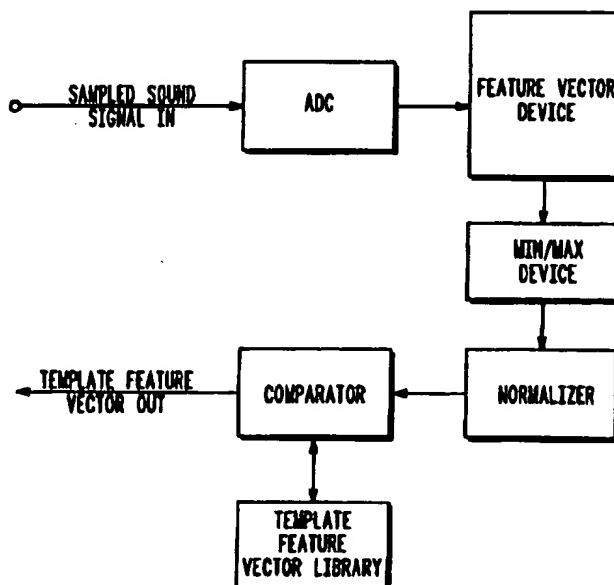 SAMPLED SOUND
SIGNAL IN
ADC
FEATURE VECTOR
DEVICE
MIN/MAX
DEVICE
NORMALIZER
COMPARATOR
TEMPLATE FEATURE
VECTOR OUT
TEMPLATE
FEATURE
VECTOR LIBRARY